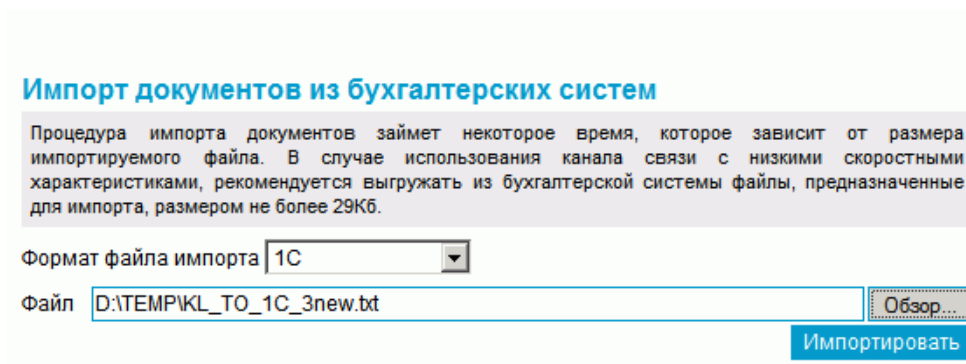 Импорт документов из бухгалтерских систем
Процедура импорта документов займет некоторое время, которое зависит от размера
импортируемого файла. В случае использования канала связи с низкими скоростными
характеристиками, рекомендуется выгружать из бухгалтерской системы файлы, предназначенные
для импорта, размером не более 29Кб.
Формат файла импорта 1С
Файл D:\TEMP\KL_TO_1C_3new.txt Обзор...
Импортировать